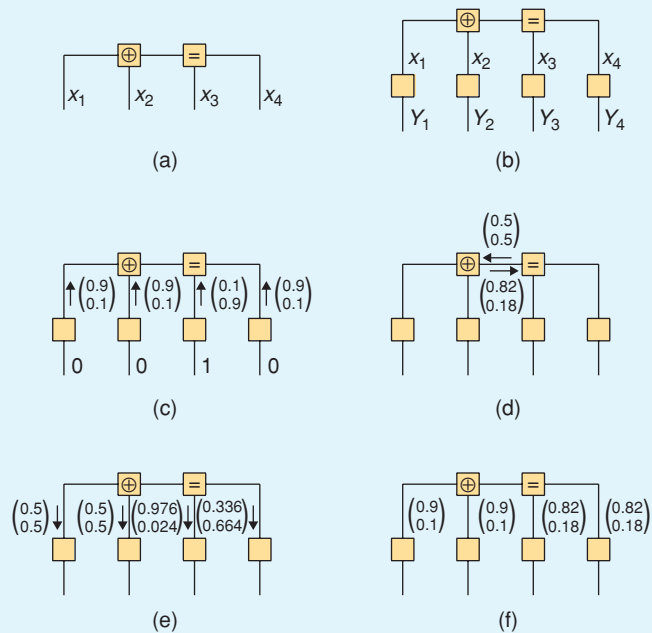 ⊕ =
x1 x2 x3 x4
(a)
⊕ =
x1 x2 x3 x4
Y1 Y2 Y3 Y4
(b)
⊕ =
(0.9 0.1) (0.9 0.1) (0.1 0.9) (0.9 0.1)
0 0 1 0
(c)
(0.5 0.5)
⊕ =
(0.82 0.18)
(d)
⊕ =
(0.5 0.5) (0.5 0.5) (0.976 0.024) (0.336 0.664)
(e)
⊕ =
(0.9 0.1) (0.9 0.1) (0.82 0.18) (0.82 0.18)
(f)